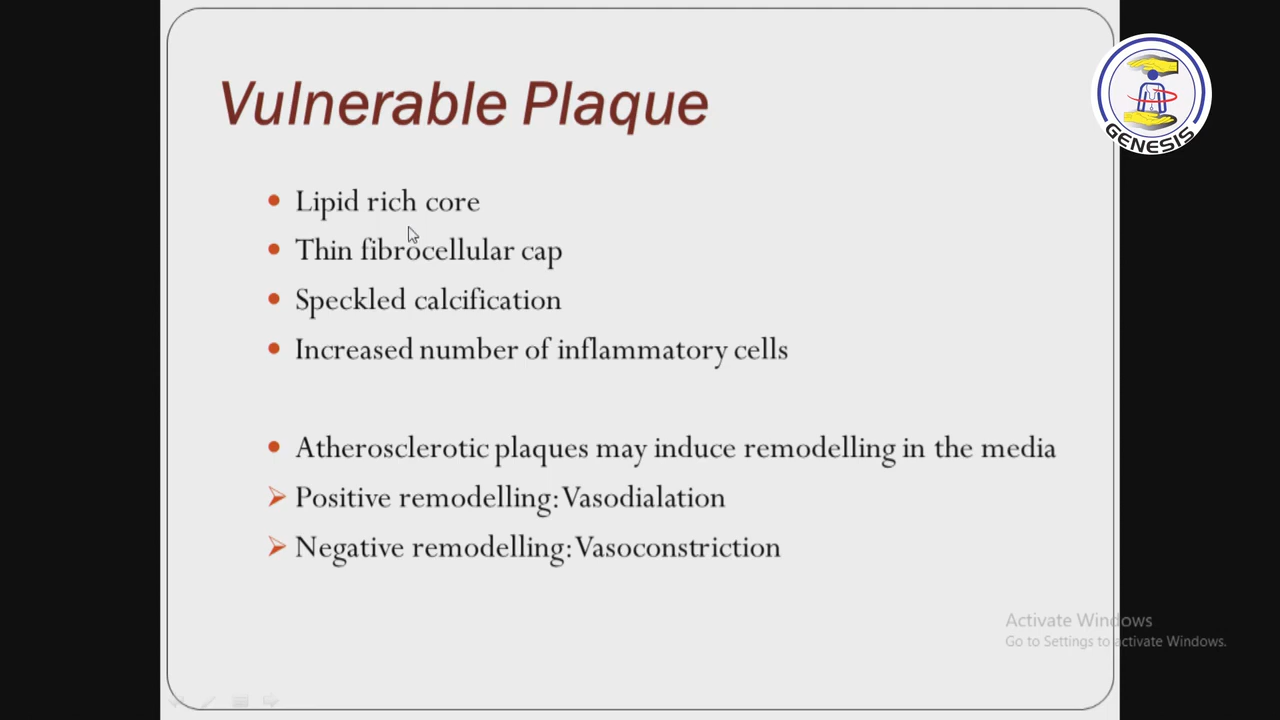 Vulnerable Plaque
GENESIS
Lipid rich core
Thin fibrocellular cap
Speckled calcification
Increased number of inflammatory cells
Atherosclerotic plaques may induce remodelling in the media
Positive remodelling: Vasodialation
Negative remodelling: Vasoconstriction
Activate Windows
Go to Settings to activate Windows.